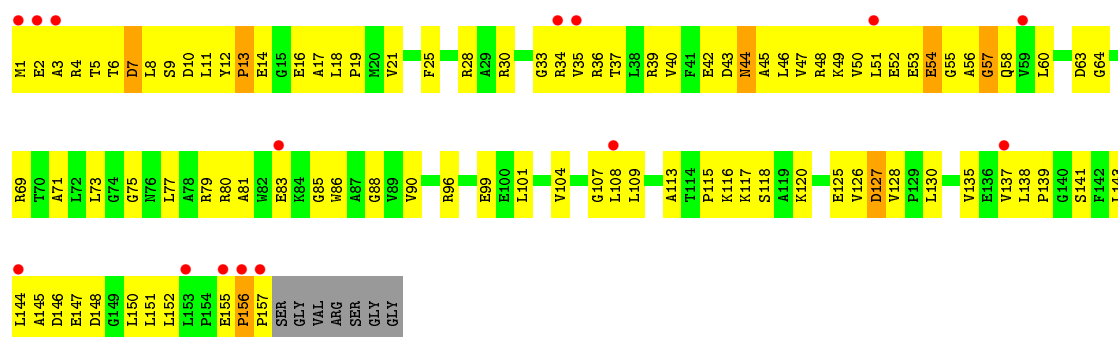 M1 E2 A3 R4 T5 T6 D7 L8 S9 D10 L11 Y12 P13 E14 G15 E16 A17 L18 P19 M20 V21 F25 R28 A29 R30 G33 R34 V35 R36 T37 L38 R39 V40 F41 E42 D43 N44 A45 L46 V47 R48 K49 V50 L51 E52 E53 E54 G55 A56 G57 Q58 V59 L60 D63 G64
R69 T70 A71 L72 L73 G74 G75 N76 L77 A78 R79 R80 A81 W82 E83 K84 G85 W86 A87 G88 V89 V90 R96 E99 E100 L101 V104 G107 L108 L109 A113 T114 P115 K116 K117 S118 A119 K120 E125 V126 D127 V128 P129 L130 V135 E136 V137 L138 P139 G140 S141 F142 L143
L144 A145 D146 E147 D148 G149 L150 L151 L152 L153 P154 E155 P156 P157 SER GLY VAL ARG SER GLY GLY